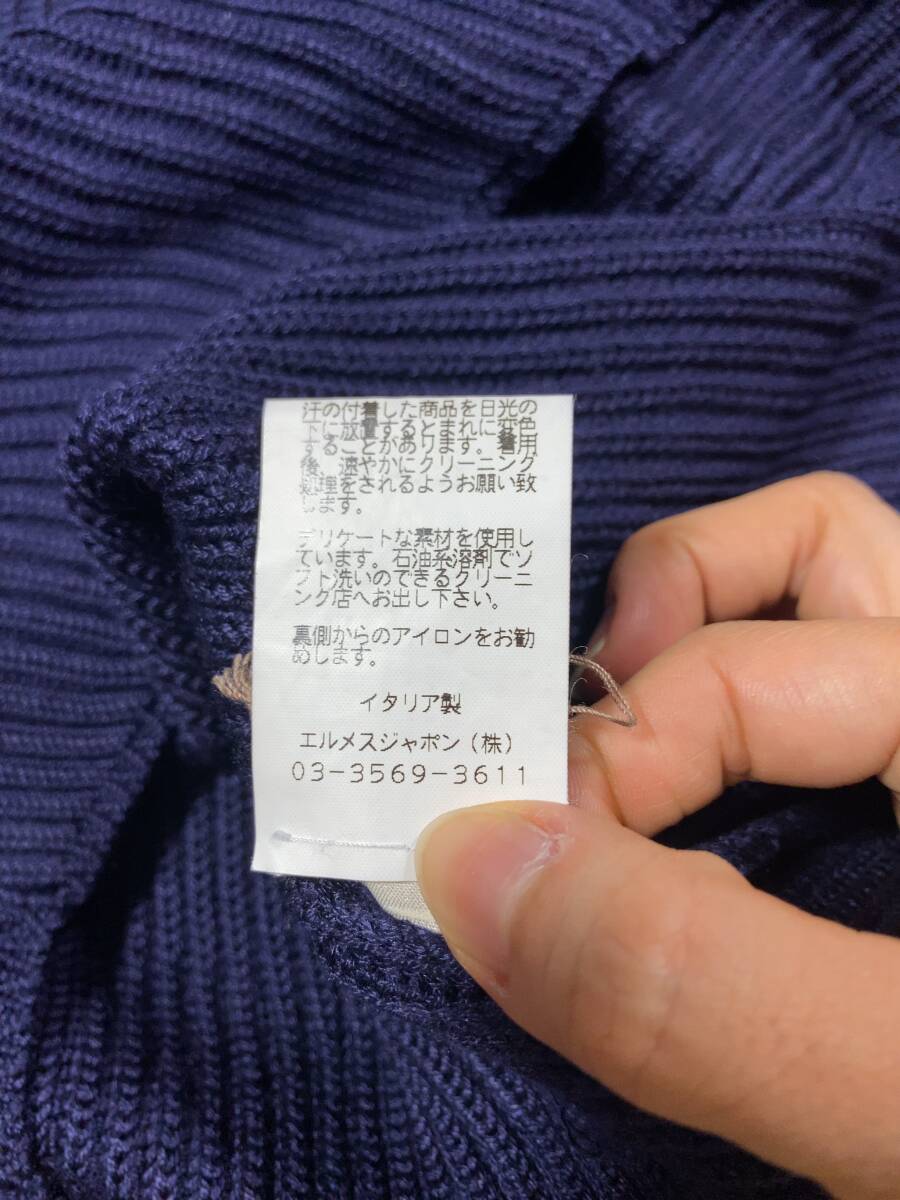 汗の付着した商品を日光の
下に放置するとまれに変色
することがあります。着用
後、速やかにクリーニング
処理をされるようお願い致
します。
デリケートな素材を使用し
ています。石油系溶剤でソ
フト洗いのできるクリーニ
ング店へお出し下さい。
裏側からのアイロンをお勧
めします。
イタリア製
エルメスジャポン（株）
03-3569-3611